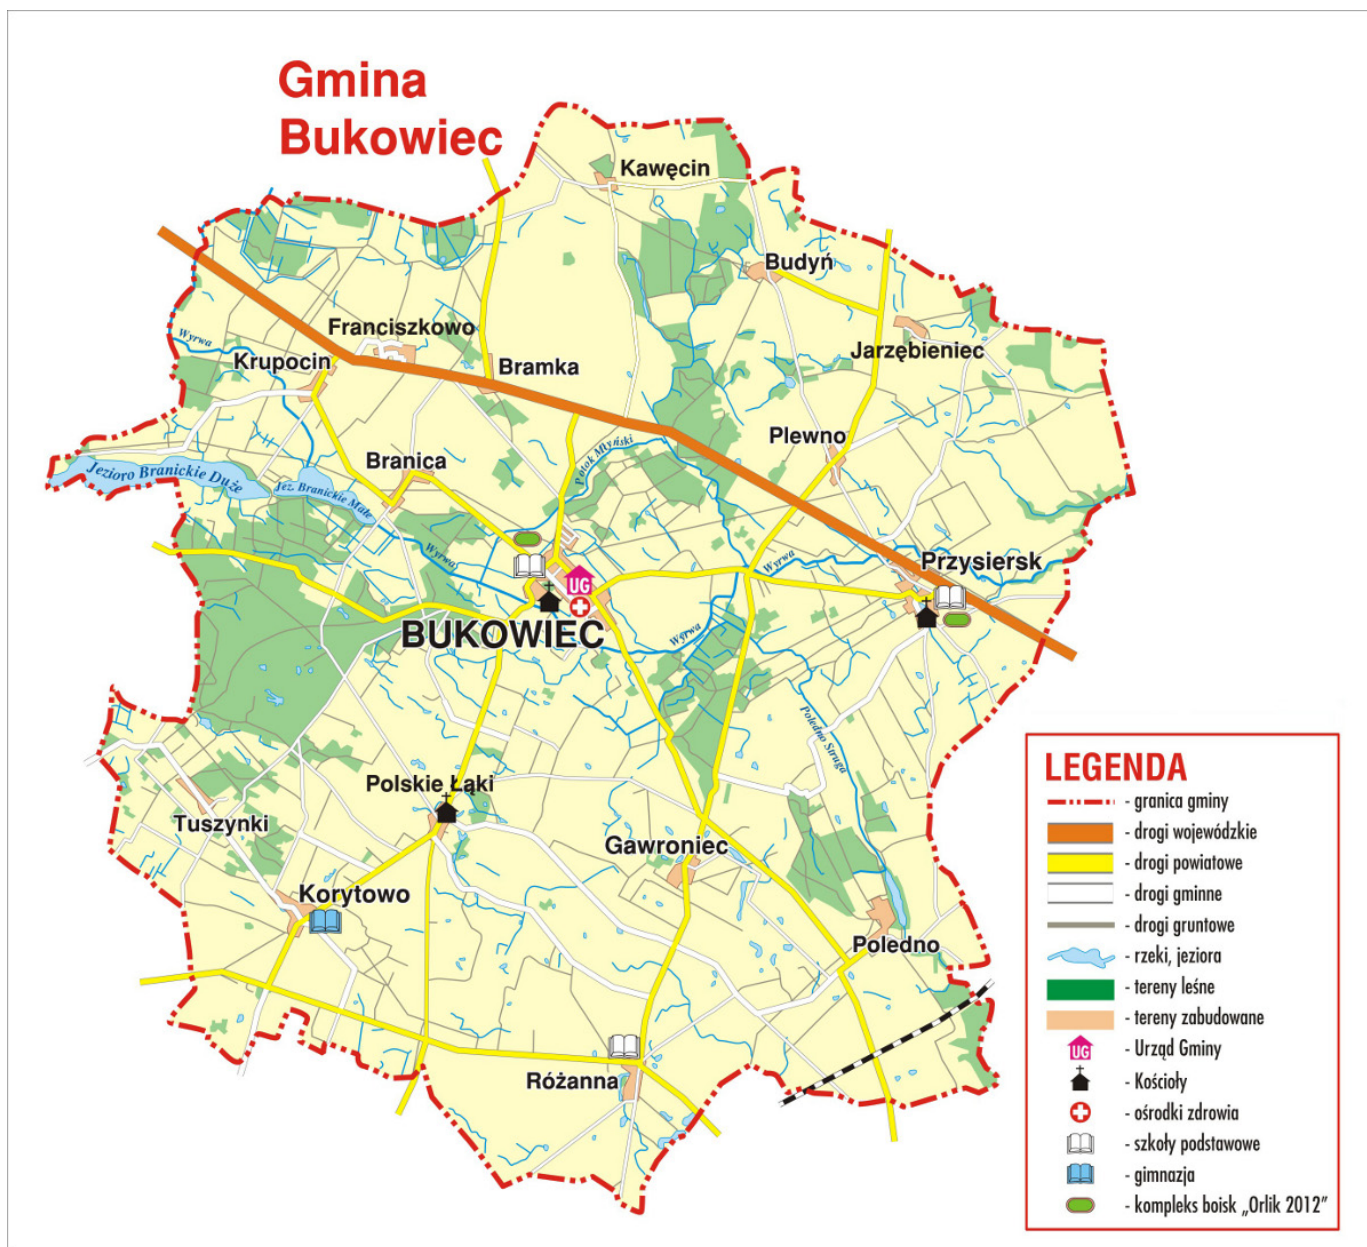 Gmina
Bukowiec
Kawęcin
Budyń
Franciszkowo
Wyrwa
Jarzębieniec
Krupocin
Bramka
Plewno
Potok Młyński
Branica
Jezioro Branickie Duże
Jez. Branickie Małe
Wyrwa
Wyrwa
Przysiersk
UG
BUKOWIEC
Wyrwa
Poledno Struga
Polskie Łąki
Tuszynki
Gawroniec
Korytowo
Poledno
Różanna
LEGENDA
- granica gminy
- drogi wojewódzkie
- drogi powiatowe
- drogi gminne
- drogi gruntowe
- rzeki, jeziora
- tereny leśne
- tereny zabudowane
UG - Urząd Gminy
- Kościoły
- ośrodki zdrowia
- szkoły podstawowe
- gimnazja
- kompleks boisk „Orlik 2012”